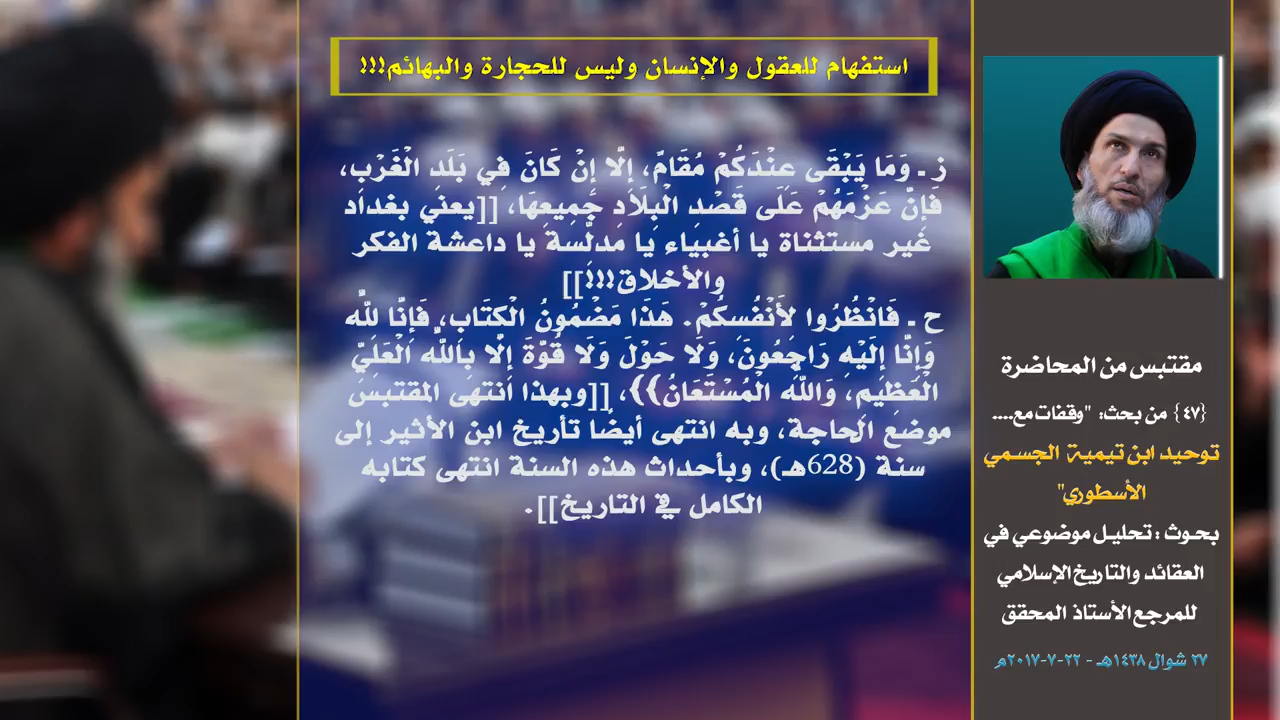 استفهام للعقول والإنسان وليس للحجارة والبهائم!!!
ز ـ وَمَا يَبْقَى عِنْدَكُمْ مُقَامٌ، إِلَّا إِنْ كَانَ فِي بَلَدِ الْغَرْبِ،
فَإِنَّ عَزْمَهُمْ عَلَى قَصْدِ الْبِلَادِ جَمِيعِهَا، [[يعني بغداد
غير مستثناة يا أغبياء يا مدلّسة يا داعشة الفكر
والأخلاق!!!]]
ح ـ فَانْظُرُوا لِأَنْفُسِكُمْ. هَذَا مَضْمُونُ الْكِتَابِ، فَإِنَّا لِلَّهِ
وَإِنَّا إِلَيْهِ رَاجِعُونَ، وَلَا حَوْلَ وَلَا قُوَّةَ إِلَّا بِاللَّهِ الْعَلِيِّ
الْعَظِيمِ، وَاللَّهُ الْمُسْتَعَانُ))، [[وبهذا انتهى المقتبسُ
موضع الحاجة، وبه انتهى أيضًا تأريخ ابن الأثير إلى
سنة (628هـ)، وبأحداث هذه السنة انتهى كتابه
الكامل في التاريخ]].
مقتبس من المحاضرة
{٤٧} من بحث: "وقفات مع....
توحيد ابن تيمية الجسمي
الأسطوري"
بحوث : تحليل موضوعي في
العقائد والتاريخ الإسلامي
للمرجع الأستاذ المحقق
٢٧ شوال ١٤٣٨هـ - ٢٢-٧-٢٠١٧م